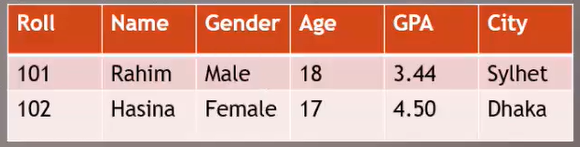 Roll Name Gender Age GPA City
101 Rahim Male 18 3.44 Sylhet
102 Hasina Female 17 4.50 Dhaka